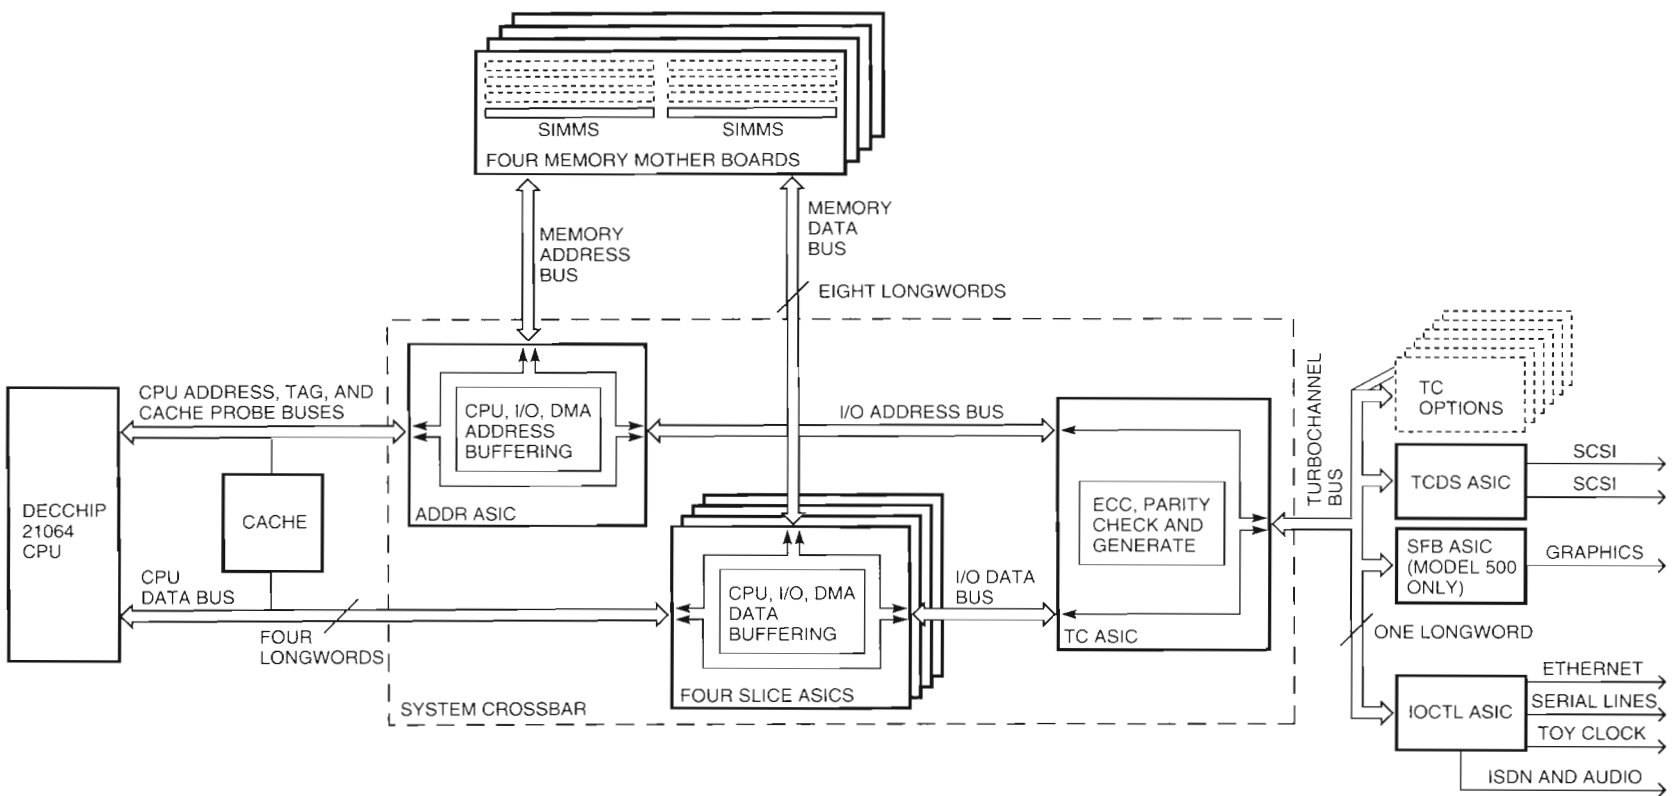 SIMMS
SIMMS
FOUR MEMORY MOTHER BOARDS
MEMORY
ADDRESS
BUS
MEMORY
DATA
BUS
EIGHT LONGWORDS
DECCHIP
21064
CPU
CPU ADDRESS, TAG, AND
CACHE PROBE BUSES
CACHE
CPU
DATA BUS
FOUR
LONGWORDS
CPU, I/O, DMA
ADDRESS
BUFFERING
ADDR ASIC
I/O ADDRESS BUS
CPU, I/O, DMA
DATA
BUFFERING
FOUR SLICE ASICS
I/O DATA
BUS
ECC, PARITY
CHECK AND
GENERATE
TC ASIC
SYSTEM CROSSBAR
TURBOCHANNEL
BUS
TC
OPTIONS
TCDS ASIC
SCSI
SCSI
SFB ASIC
(MODEL 500
ONLY)
GRAPHICS
ONE LONGWORD
IOCTL ASIC
ETHERNET
SERIAL LINES
TOY CLOCK
ISDN AND AUDIO